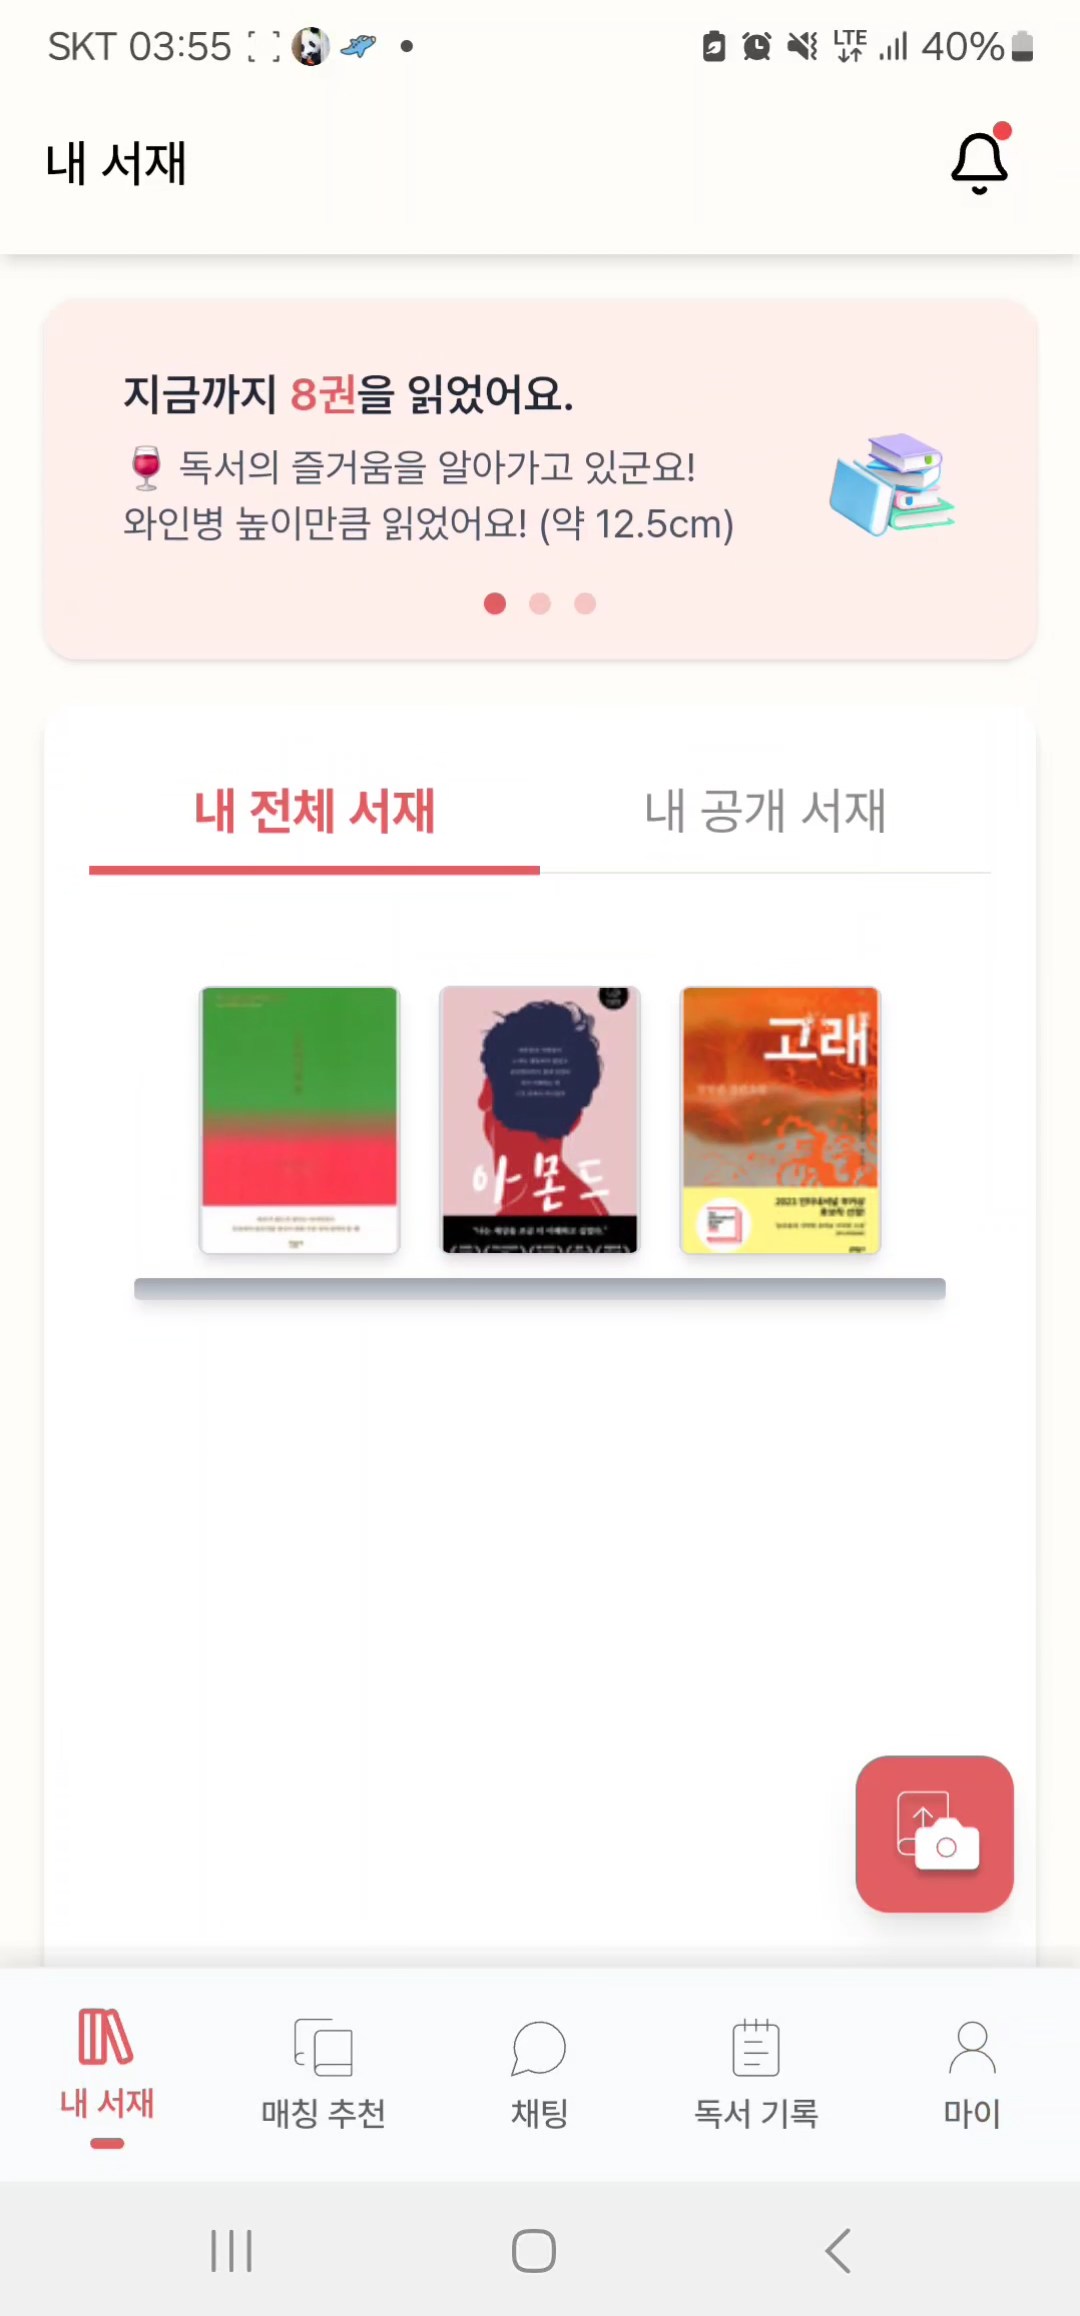 SKT 03:55
LTE 40%
내 서재
지금까지 8권을 읽었어요.
🍷 독서의 즐거움을 알아가고 있군요!
와인병 높이만큼 읽었어요! (약 12.5cm)
내 전체 서재
내 공개 서재
아몬드
고래
내 서재
매칭 추천
채팅
독서 기록
마이